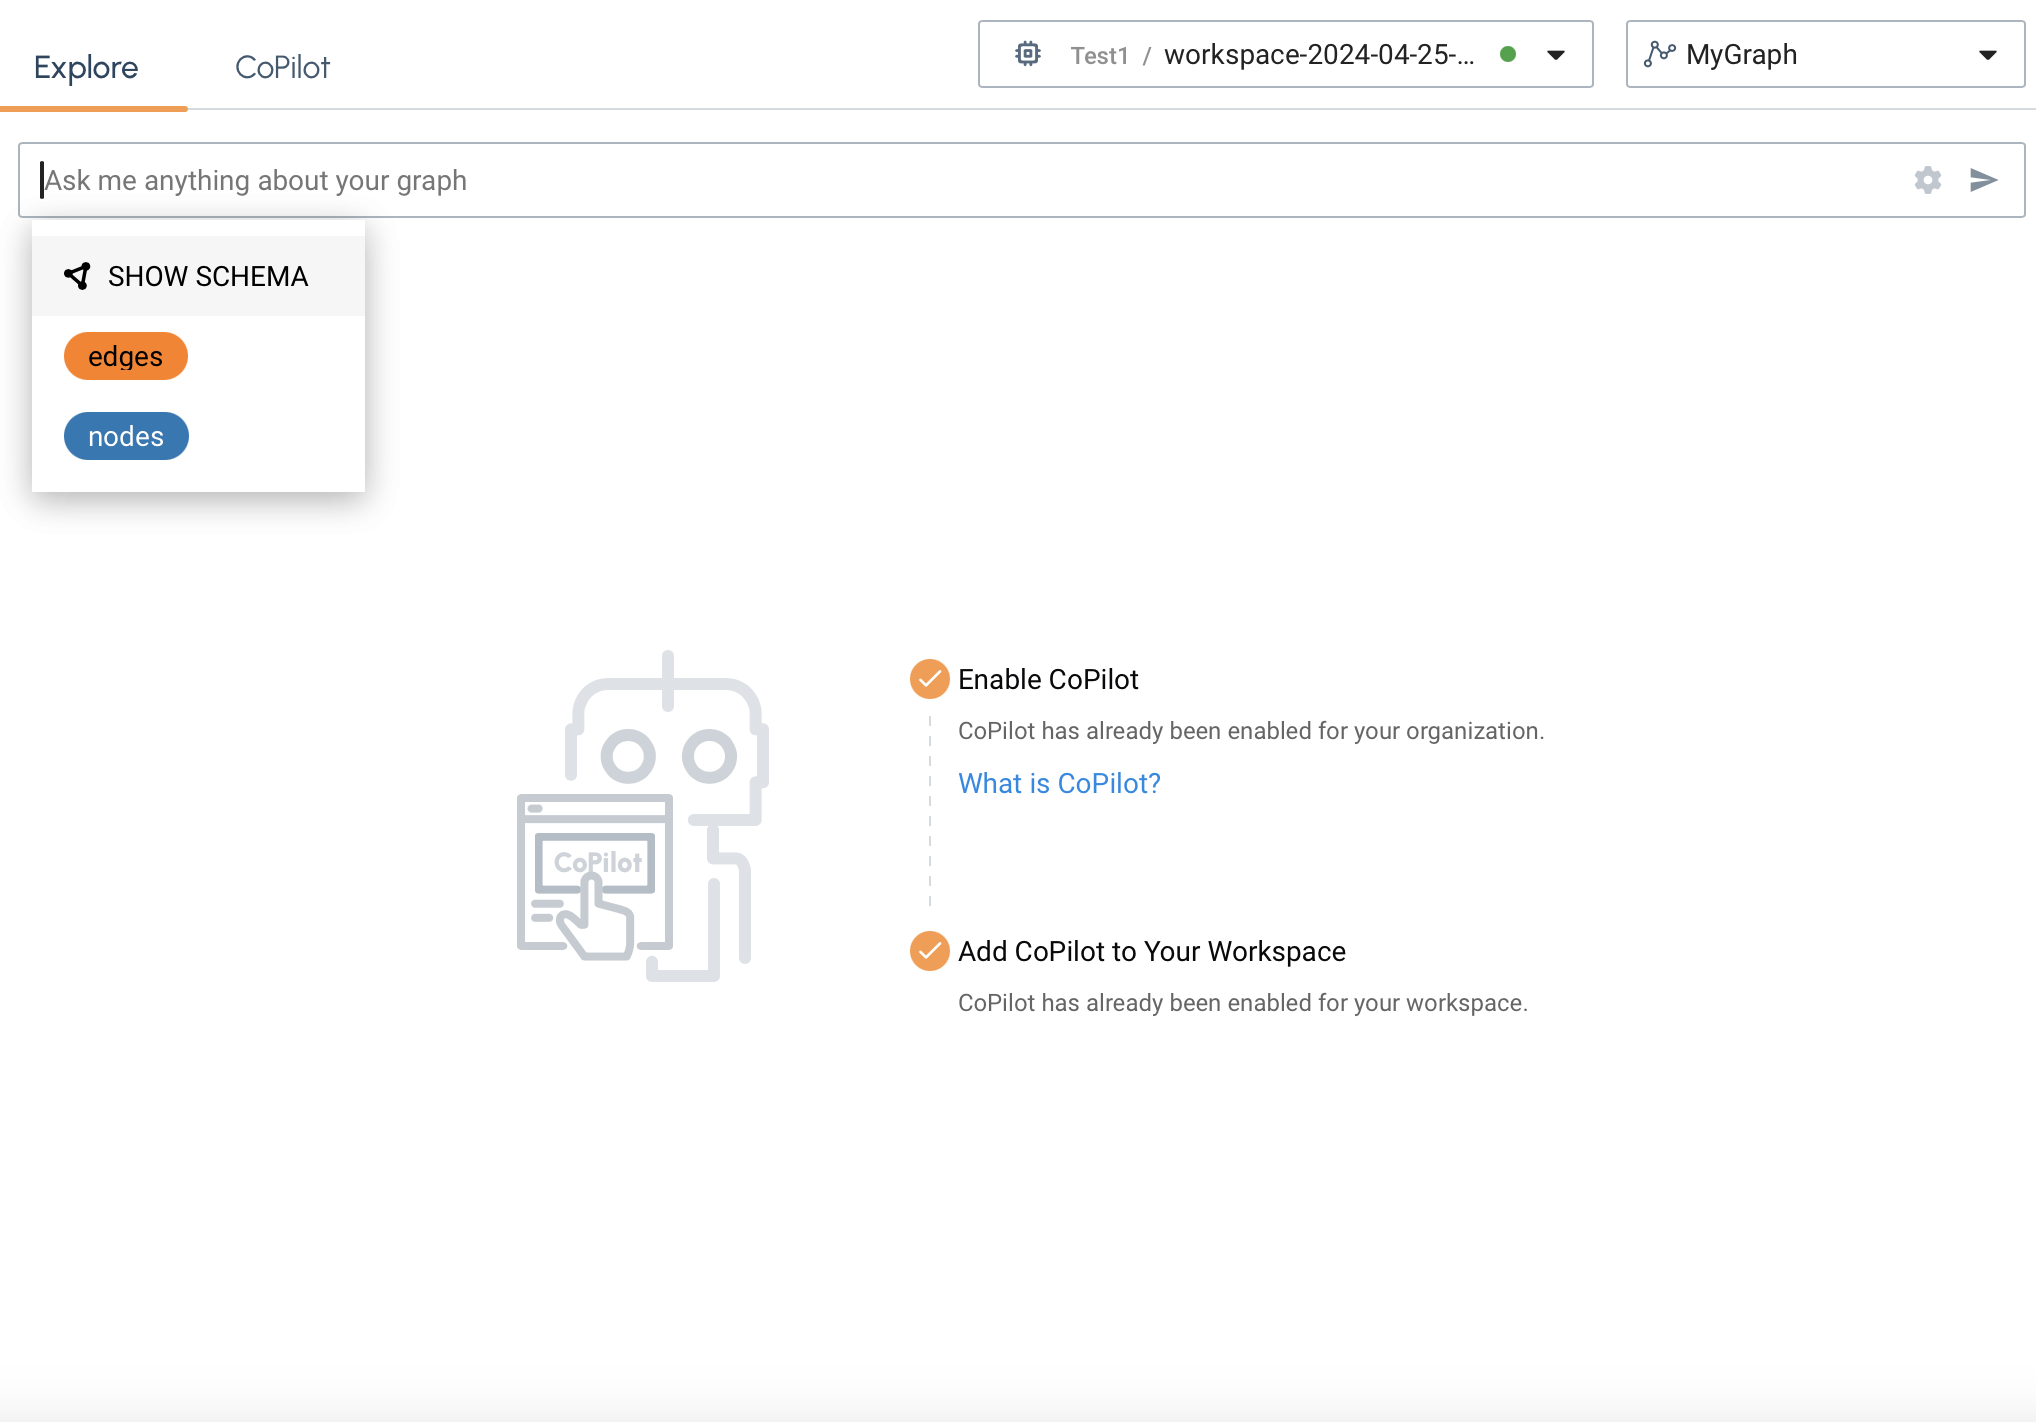 Explore
CoPilot
Test1 / workspace-2024-04-25-...
MyGraph
Ask me anything about your graph
SHOW SCHEMA
edges
nodes
CoPilot
Enable CoPilot
CoPilot has already been enabled for your organization.
What is CoPilot?
Add CoPilot to Your Workspace
CoPilot has already been enabled for your workspace.